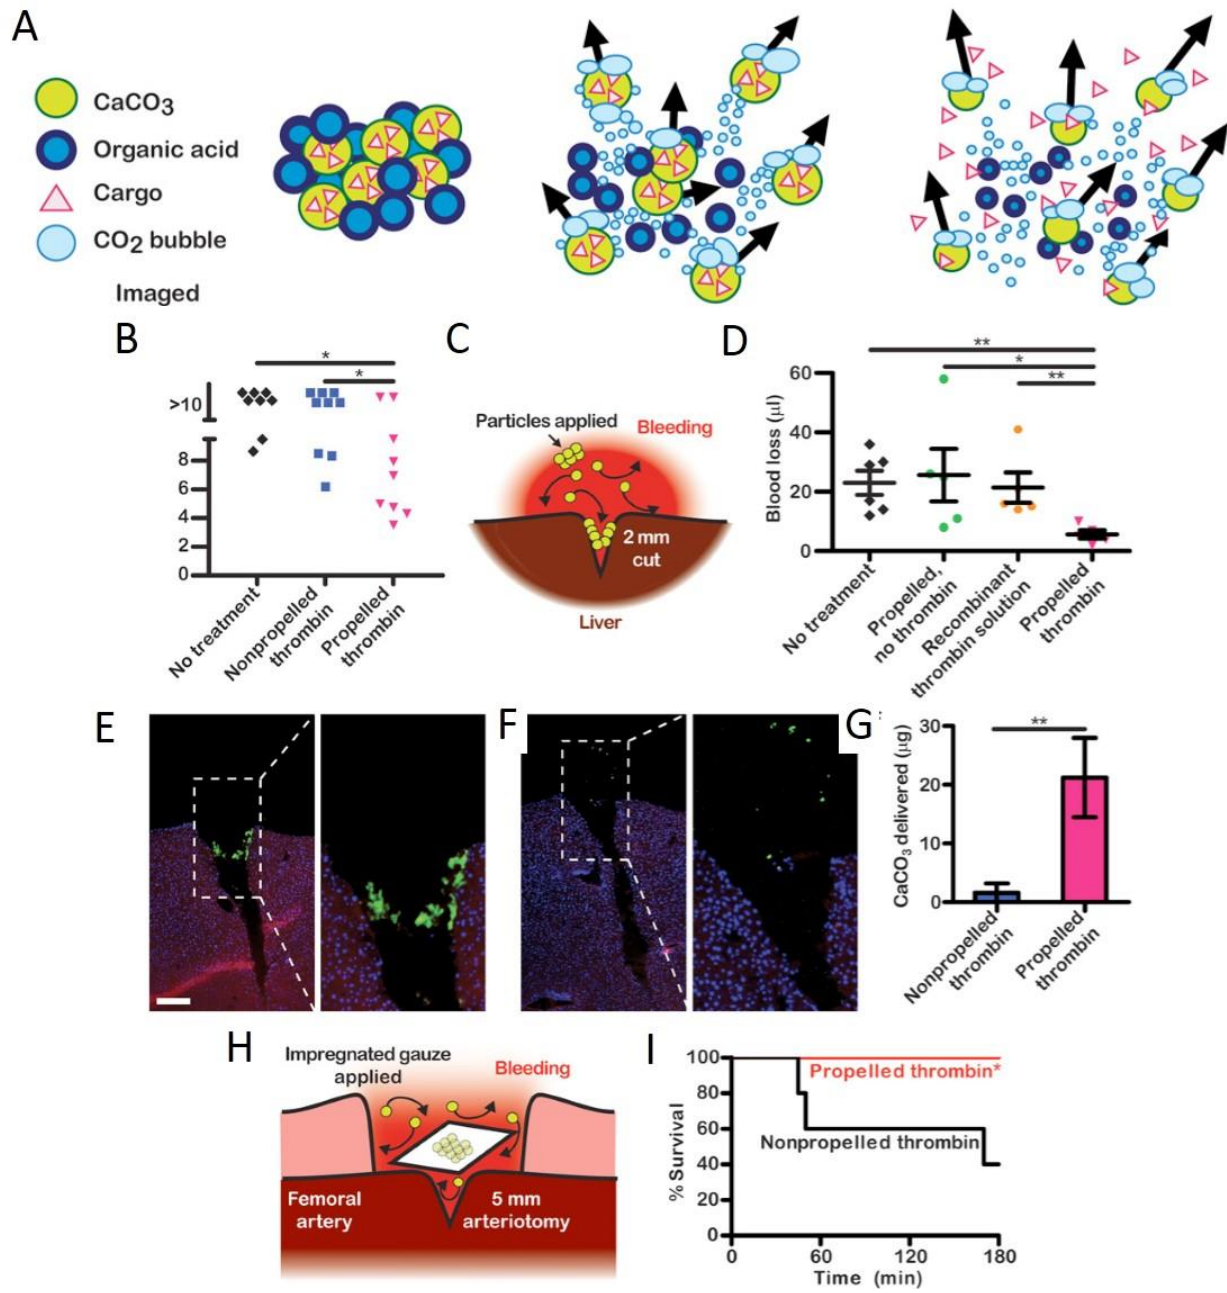 A
CaCO3
Organic acid
Cargo
CO2 bubble
Imaged
B
*
*
>10
8
6
4
2
0
No treatment
Nonpropelled
thrombin
Propelled
thrombin
C
Particles applied
Bleeding
2 mm
cut
Liver
D
**
*
**
Blood loss (µl)
60
40
20
0
No treatment
Propelled,
no thrombin
Recombinant
thrombin solution
Propelled
thrombin
E
F
G
**
CaCO3 delivered (µg)
30
20
10
0
Nonpropelled
thrombin
Propelled
thrombin
H
Impregnated gauze
applied
Bleeding
Femoral
artery
5 mm
arteriotomy
I
% Survival
100
80
60
40
20
0
Propelled thrombin*
Nonpropelled thrombin
0
60
120
180
Time (min)